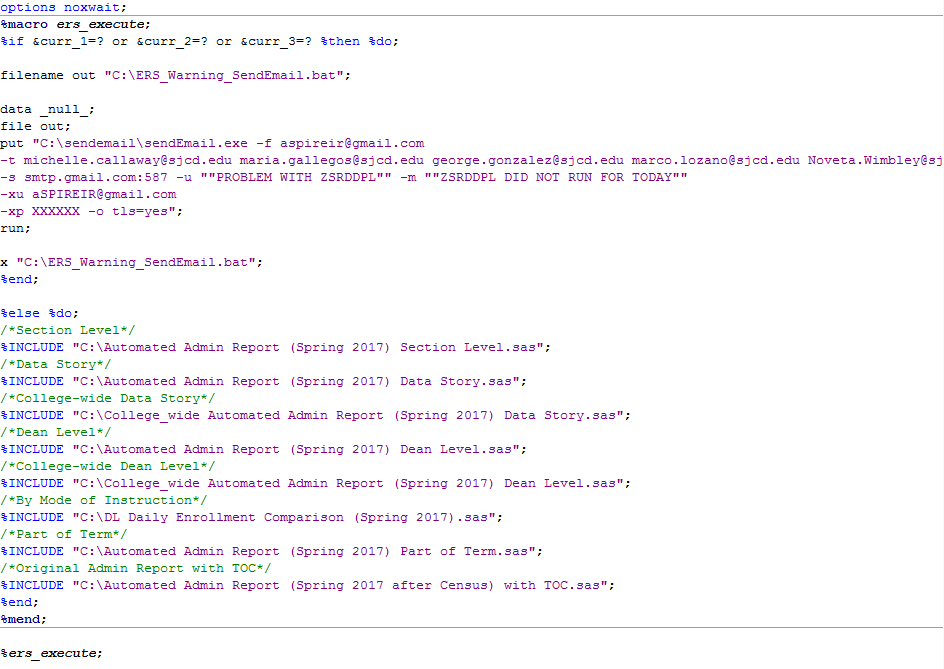 options noxwait;
%macro ers_execute;
%if &curr_1=? or &curr_2=? or &curr_3=? %then %do;
filename out "C:\ERS_Warning_SendEmail.bat";
data _null_;
file out;
put "C:\sendemail\sendEmail.exe -f aspireir@gmail.com
-t michelle.callaway@sjcd.edu maria.gallegos@sjcd.edu george.gonzalez@sjcd.edu marco.lozano@sjcd.edu Noveta.Wimbley@sj
-s smtp.gmail.com:587 -u ""PROBLEM WITH ZSRDDPL"" -m ""ZSRDDPL DID NOT RUN FOR TODAY""
-xu aSPIREIR@gmail.com
-xp XXXXXX -o tls=yes";
run;
x "C:\ERS_Warning_SendEmail.bat";
%end;
%else %do;
/*Section Level*/
%INCLUDE "C:\Automated Admin Report (Spring 2017) Section Level.sas";
/*Data Story*/
%INCLUDE "C:\Automated Admin Report (Spring 2017) Data Story.sas";
/*College-wide Data Story*/
%INCLUDE "C:\College_wide Automated Admin Report (Spring 2017) Data Story.sas";
/*Dean Level*/
%INCLUDE "C:\Automated Admin Report (Spring 2017) Dean Level.sas";
/*College-wide Dean Level*/
%INCLUDE "C:\College_wide Automated Admin Report (Spring 2017) Dean Level.sas";
/*By Mode of Instruction*/
%INCLUDE "C:\DL Daily Enrollment Comparison (Spring 2017).sas";
/*Part of Term*/
%INCLUDE "C:\Automated Admin Report (Spring 2017) Part of Term.sas";
/*Original Admin Report with TOC*/
%INCLUDE "C:\Automated Admin Report (Spring 2017 after Census) with TOC.sas";
%end;
%mend;
%ers_execute;